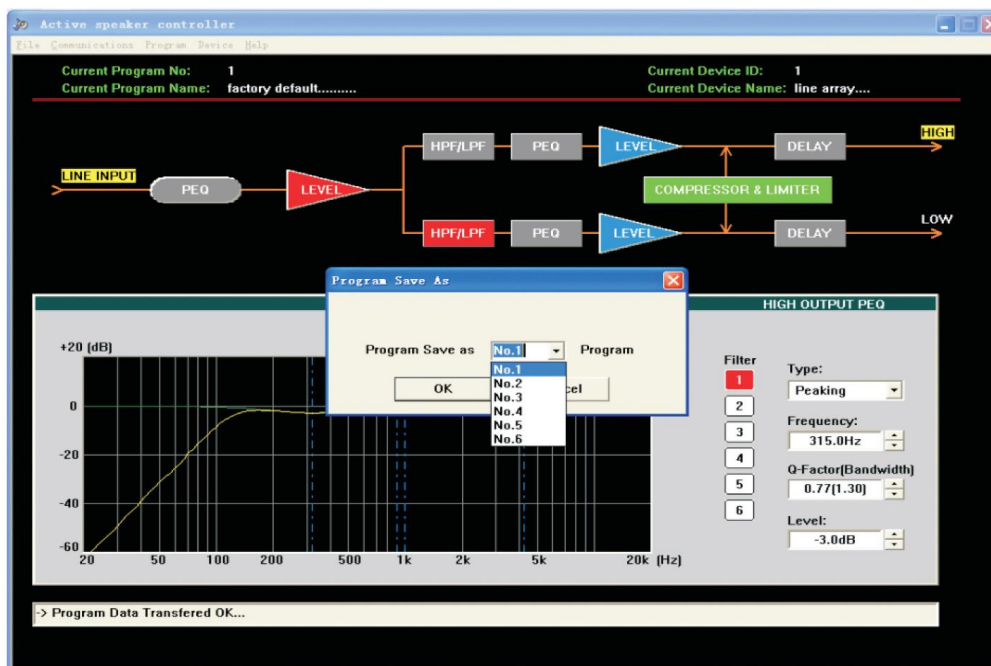 Active speaker controller
File Communications Program Device Help
Current Program No: 1
Current Program Name: factory default..........
Current Device ID: 1
Current Device Name: line array....
HIGH
HPF/LPF PEQ LEVEL DELAY
LINE INPUT
PEQ LEVEL
COMPRESSOR & LIMITER
LOW
HPF/LPF PEQ LEVEL DELAY
Program Save As
HIGH OUTPUT PEQ
Program Save as No.1 Program
No.1
No.2
No.3
No.4
No.5
No.6
OK cel
+20 (dB)
0
-20
-40
-60
20 50 100 200 500 1k 2k 5k 20k (Hz)
Filter
1
2
3
4
5
6
Type:
Peaking
Frequency:
315.0Hz
Q-Factor(Bandwidth)
0.77(1.30)
Level:
-3.0dB
-> Program Data Transfered OK...